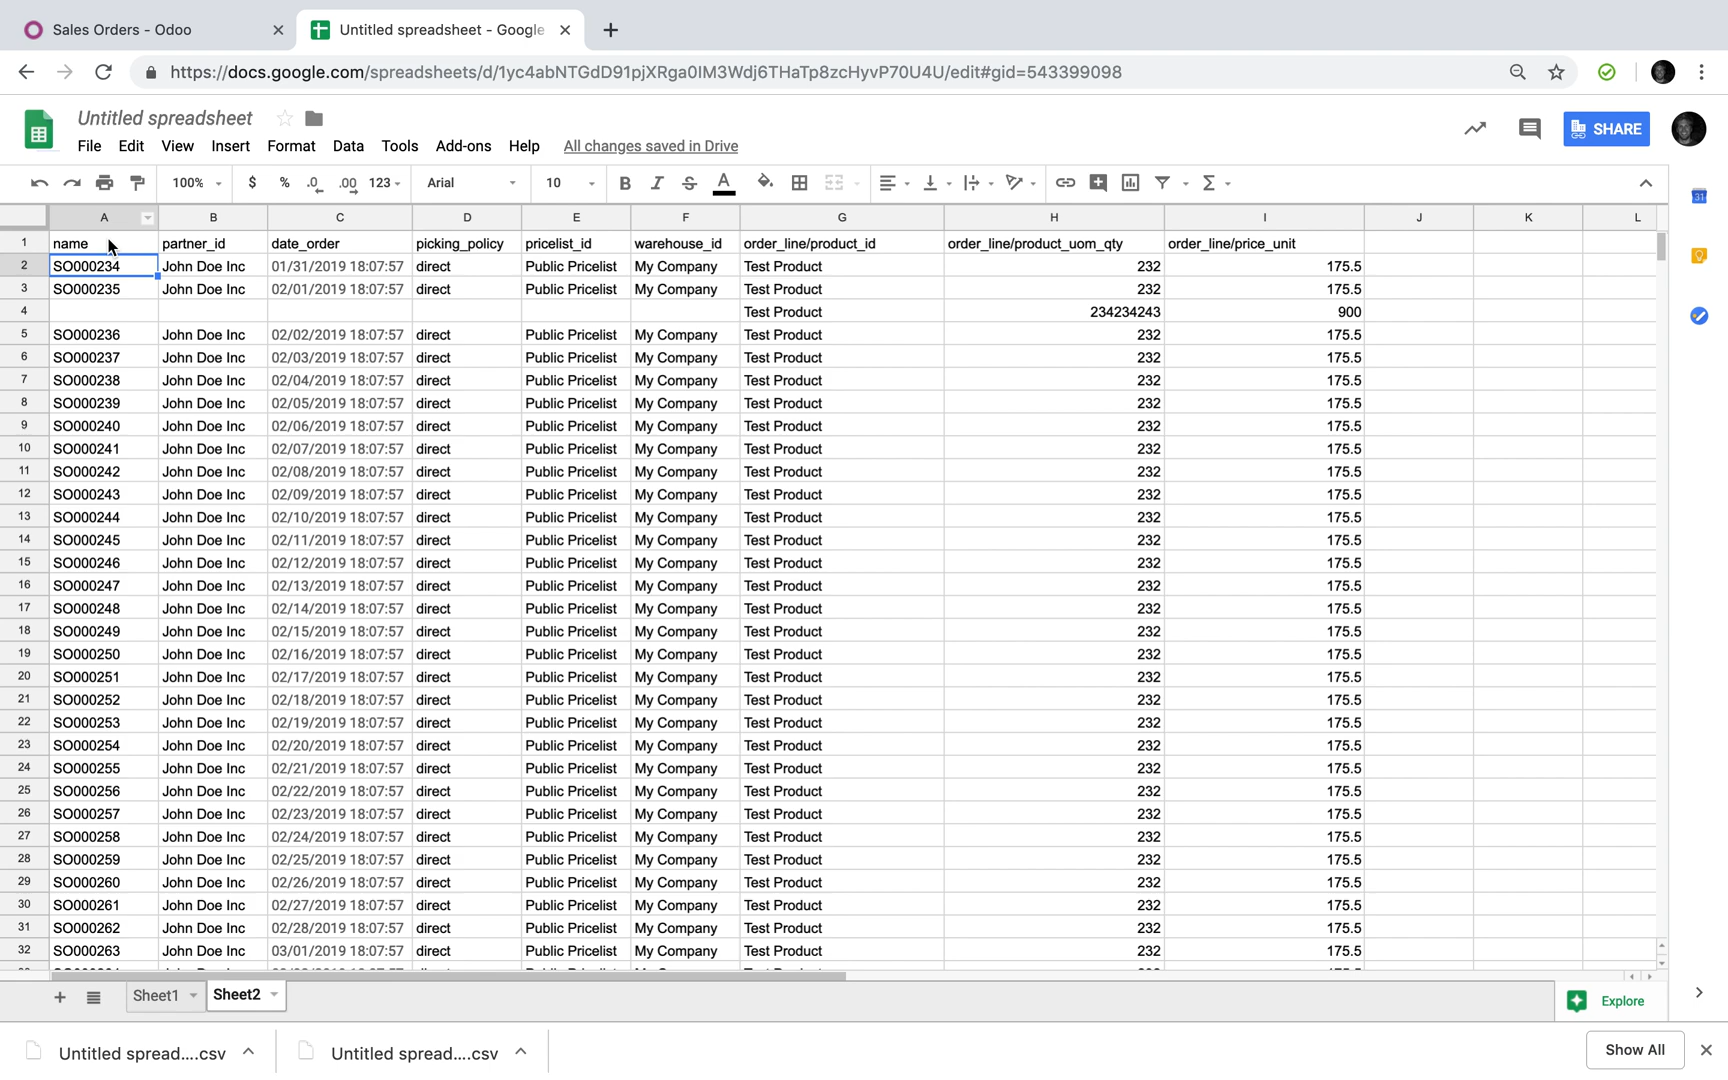 Sales Orders - Odoo
Untitled spreadsheet - Google
https://docs.google.com/spreadsheets/d/1yc4abNTGdD91pjXRga0IM3Wdj6THaTp8zcHyvP70U4U/edit#gid=543399098
Untitled spreadsheet
File Edit View Insert Format Data Tools Add-ons Help All changes saved in Drive
SHARE
100% $ % .0 .00 123 Arial 10 B I S A Σ
31
A B C D E F G H I J K L
1 name partner_id date_order picking_policy pricelist_id warehouse_id order_line/product_id order_line/product_uom_qty order_line/price_unit
2 SO000234 John Doe Inc 01/31/2019 18:07:57 direct Public Pricelist My Company Test Product 232 175.5
3 SO000235 John Doe Inc 02/01/2019 18:07:57 direct Public Pricelist My Company Test Product 232 175.5
4 Test Product 234234243 900
5 SO000236 John Doe Inc 02/02/2019 18:07:57 direct Public Pricelist My Company Test Product 232 175.5
6 SO000237 John Doe Inc 02/03/2019 18:07:57 direct Public Pricelist My Company Test Product 232 175.5
7 SO000238 John Doe Inc 02/04/2019 18:07:57 direct Public Pricelist My Company Test Product 232 175.5
8 SO000239 John Doe Inc 02/05/2019 18:07:57 direct Public Pricelist My Company Test Product 232 175.5
9 SO000240 John Doe Inc 02/06/2019 18:07:57 direct Public Pricelist My Company Test Product 232 175.5
10 SO000241 John Doe Inc 02/07/2019 18:07:57 direct Public Pricelist My Company Test Product 232 175.5
11 SO000242 John Doe Inc 02/08/2019 18:07:57 direct Public Pricelist My Company Test Product 232 175.5
12 SO000243 John Doe Inc 02/09/2019 18:07:57 direct Public Pricelist My Company Test Product 232 175.5
13 SO000244 John Doe Inc 02/10/2019 18:07:57 direct Public Pricelist My Company Test Product 232 175.5
14 SO000245 John Doe Inc 02/11/2019 18:07:57 direct Public Pricelist My Company Test Product 232 175.5
15 SO000246 John Doe Inc 02/12/2019 18:07:57 direct Public Pricelist My Company Test Product 232 175.5
16 SO000247 John Doe Inc 02/13/2019 18:07:57 direct Public Pricelist My Company Test Product 232 175.5
17 SO000248 John Doe Inc 02/14/2019 18:07:57 direct Public Pricelist My Company Test Product 232 175.5
18 SO000249 John Doe Inc 02/15/2019 18:07:57 direct Public Pricelist My Company Test Product 232 175.5
19 SO000250 John Doe Inc 02/16/2019 18:07:57 direct Public Pricelist My Company Test Product 232 175.5
20 SO000251 John Doe Inc 02/17/2019 18:07:57 direct Public Pricelist My Company Test Product 232 175.5
21 SO000252 John Doe Inc 02/18/2019 18:07:57 direct Public Pricelist My Company Test Product 232 175.5
22 SO000253 John Doe Inc 02/19/2019 18:07:57 direct Public Pricelist My Company Test Product 232 175.5
23 SO000254 John Doe Inc 02/20/2019 18:07:57 direct Public Pricelist My Company Test Product 232 175.5
24 SO000255 John Doe Inc 02/21/2019 18:07:57 direct Public Pricelist My Company Test Product 232 175.5
25 SO000256 John Doe Inc 02/22/2019 18:07:57 direct Public Pricelist My Company Test Product 232 175.5
26 SO000257 John Doe Inc 02/23/2019 18:07:57 direct Public Pricelist My Company Test Product 232 175.5
27 SO000258 John Doe Inc 02/24/2019 18:07:57 direct Public Pricelist My Company Test Product 232 175.5
28 SO000259 John Doe Inc 02/25/2019 18:07:57 direct Public Pricelist My Company Test Product 232 175.5
29 SO000260 John Doe Inc 02/26/2019 18:07:57 direct Public Pricelist My Company Test Product 232 175.5
30 SO000261 John Doe Inc 02/27/2019 18:07:57 direct Public Pricelist My Company Test Product 232 175.5
31 SO000262 John Doe Inc 02/28/2019 18:07:57 direct Public Pricelist My Company Test Product 232 175.5
32 SO000263 John Doe Inc 03/01/2019 18:07:57 direct Public Pricelist My Company Test Product 232 175.5
Sheet1 Sheet2 Explore
Untitled spread....csv Untitled spread....csv Show All